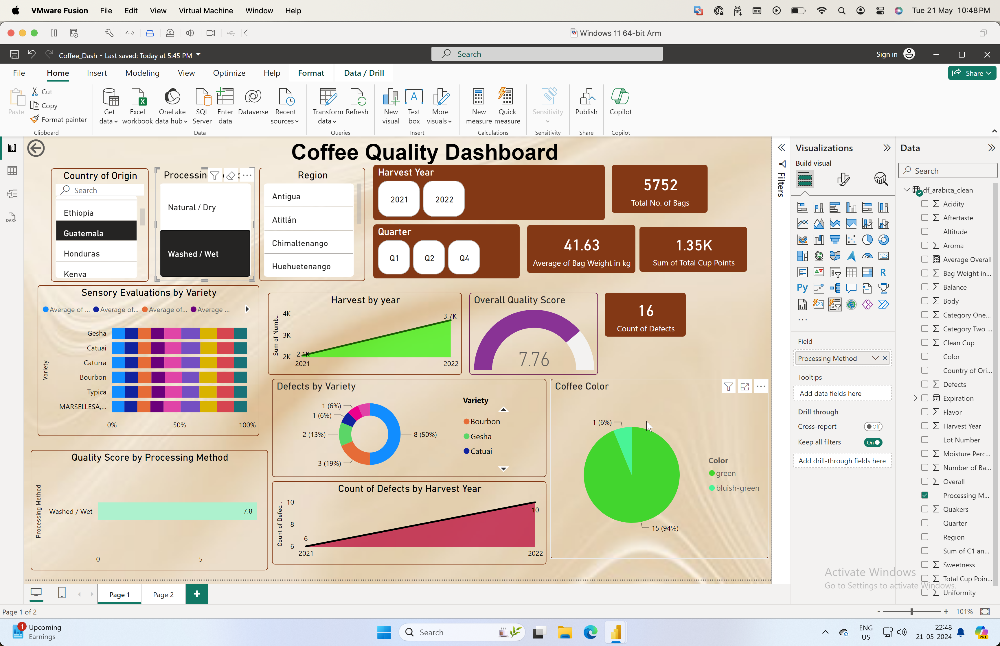 VMware Fusion File Edit View Virtual Machine Window Help
Tue 21 May 10:48 PM
Windows 11 64-bit Arm
Coffee_Dash • Last saved: Today at 5:45 PM
Search
Sign in
File Home Insert Modeling View Optimize Help Format Data / Drill
Share
Paste
Cut
Copy
Format painter
Clipboard
Get data
Excel workbook
OneLake data hub
SQL Server
Enter data
Dataverse
Recent sources
Data
Transform data
Refresh
Queries
New visual
Text box
More visuals
Insert
New measure
Quick measure
Calculations
Sensitivity
Sensitivity
Publish
Share
Copilot
Copilot
Coffee Quality Dashboard
Country of Origin
Search
Ethiopia
Guatemala
Honduras
Kenya
Processin
Natural / Dry
Washed / Wet
Region
Antigua
Atitlán
Chimaltenango
Huehuetenango
Harvest Year
2021
2022
5752
Total No. of Bags
Quarter
Q1
Q2
Q4
41.63
Average of Bag Weight in kg
1.35K
Sum of Total Cup Points
Sensory Evaluations by Variety
Average of ... Average of... Average of... Average ...
Variety
Gesha
Catuai
Caturra
Bourbon
Typica
MARSELLESA,...
0% 50% 100%
Harvest by year
Sum of Numb...
4K
3K
2K
3.7K
2.1K
2021 2022
Overall Quality Score
7.76
16
Count of Defects
Defects by Variety
1 (6%)
1 (6%)
2 (13%)
3 (19%)
8 (50%)
Variety
Bourbon
Gesha
Catuai
Coffee Color
1 (6%)
15 (94%)
Color
green
bluish-green
Quality Score by Processing Method
Processing Method
Washed / Wet
7.8
0 5
Count of Defects by Harvest Year
Count of Defec...
10
8
6
6
10
2021 2022
Filters
Visualizations
Build visual
123
R
Py
123
...
Field
Processing Method
Tooltips
Add data fields here
Drill through
Cross-report
Off
Keep all filters
On
Add drill-through fields here
Data
Search
df_arabica_clean
Acidity
Aftertaste
Altitude
Aroma
Average Overall
Bag Weight in...
Balance
Body
Category One...
Category Two ...
Clean Cup
Color
Country of Ori...
Defects
Expiration
Flavor
Harvest Year
Lot Number
Moisture Perc...
Number of Ba...
Overall
Processing M...
Quakers
Quarter
Region
Sum of C1 an...
Sweetness
Total Cup Poin...
Uniformity
Activate Windows
Go to Settings to activate Windows.
DAX
Page 1
Page 2
+
Page 1 of 2
- + 101%
1
Upcoming
Earnings
Search
ENG
US
22:48
21-05-2024
PRE